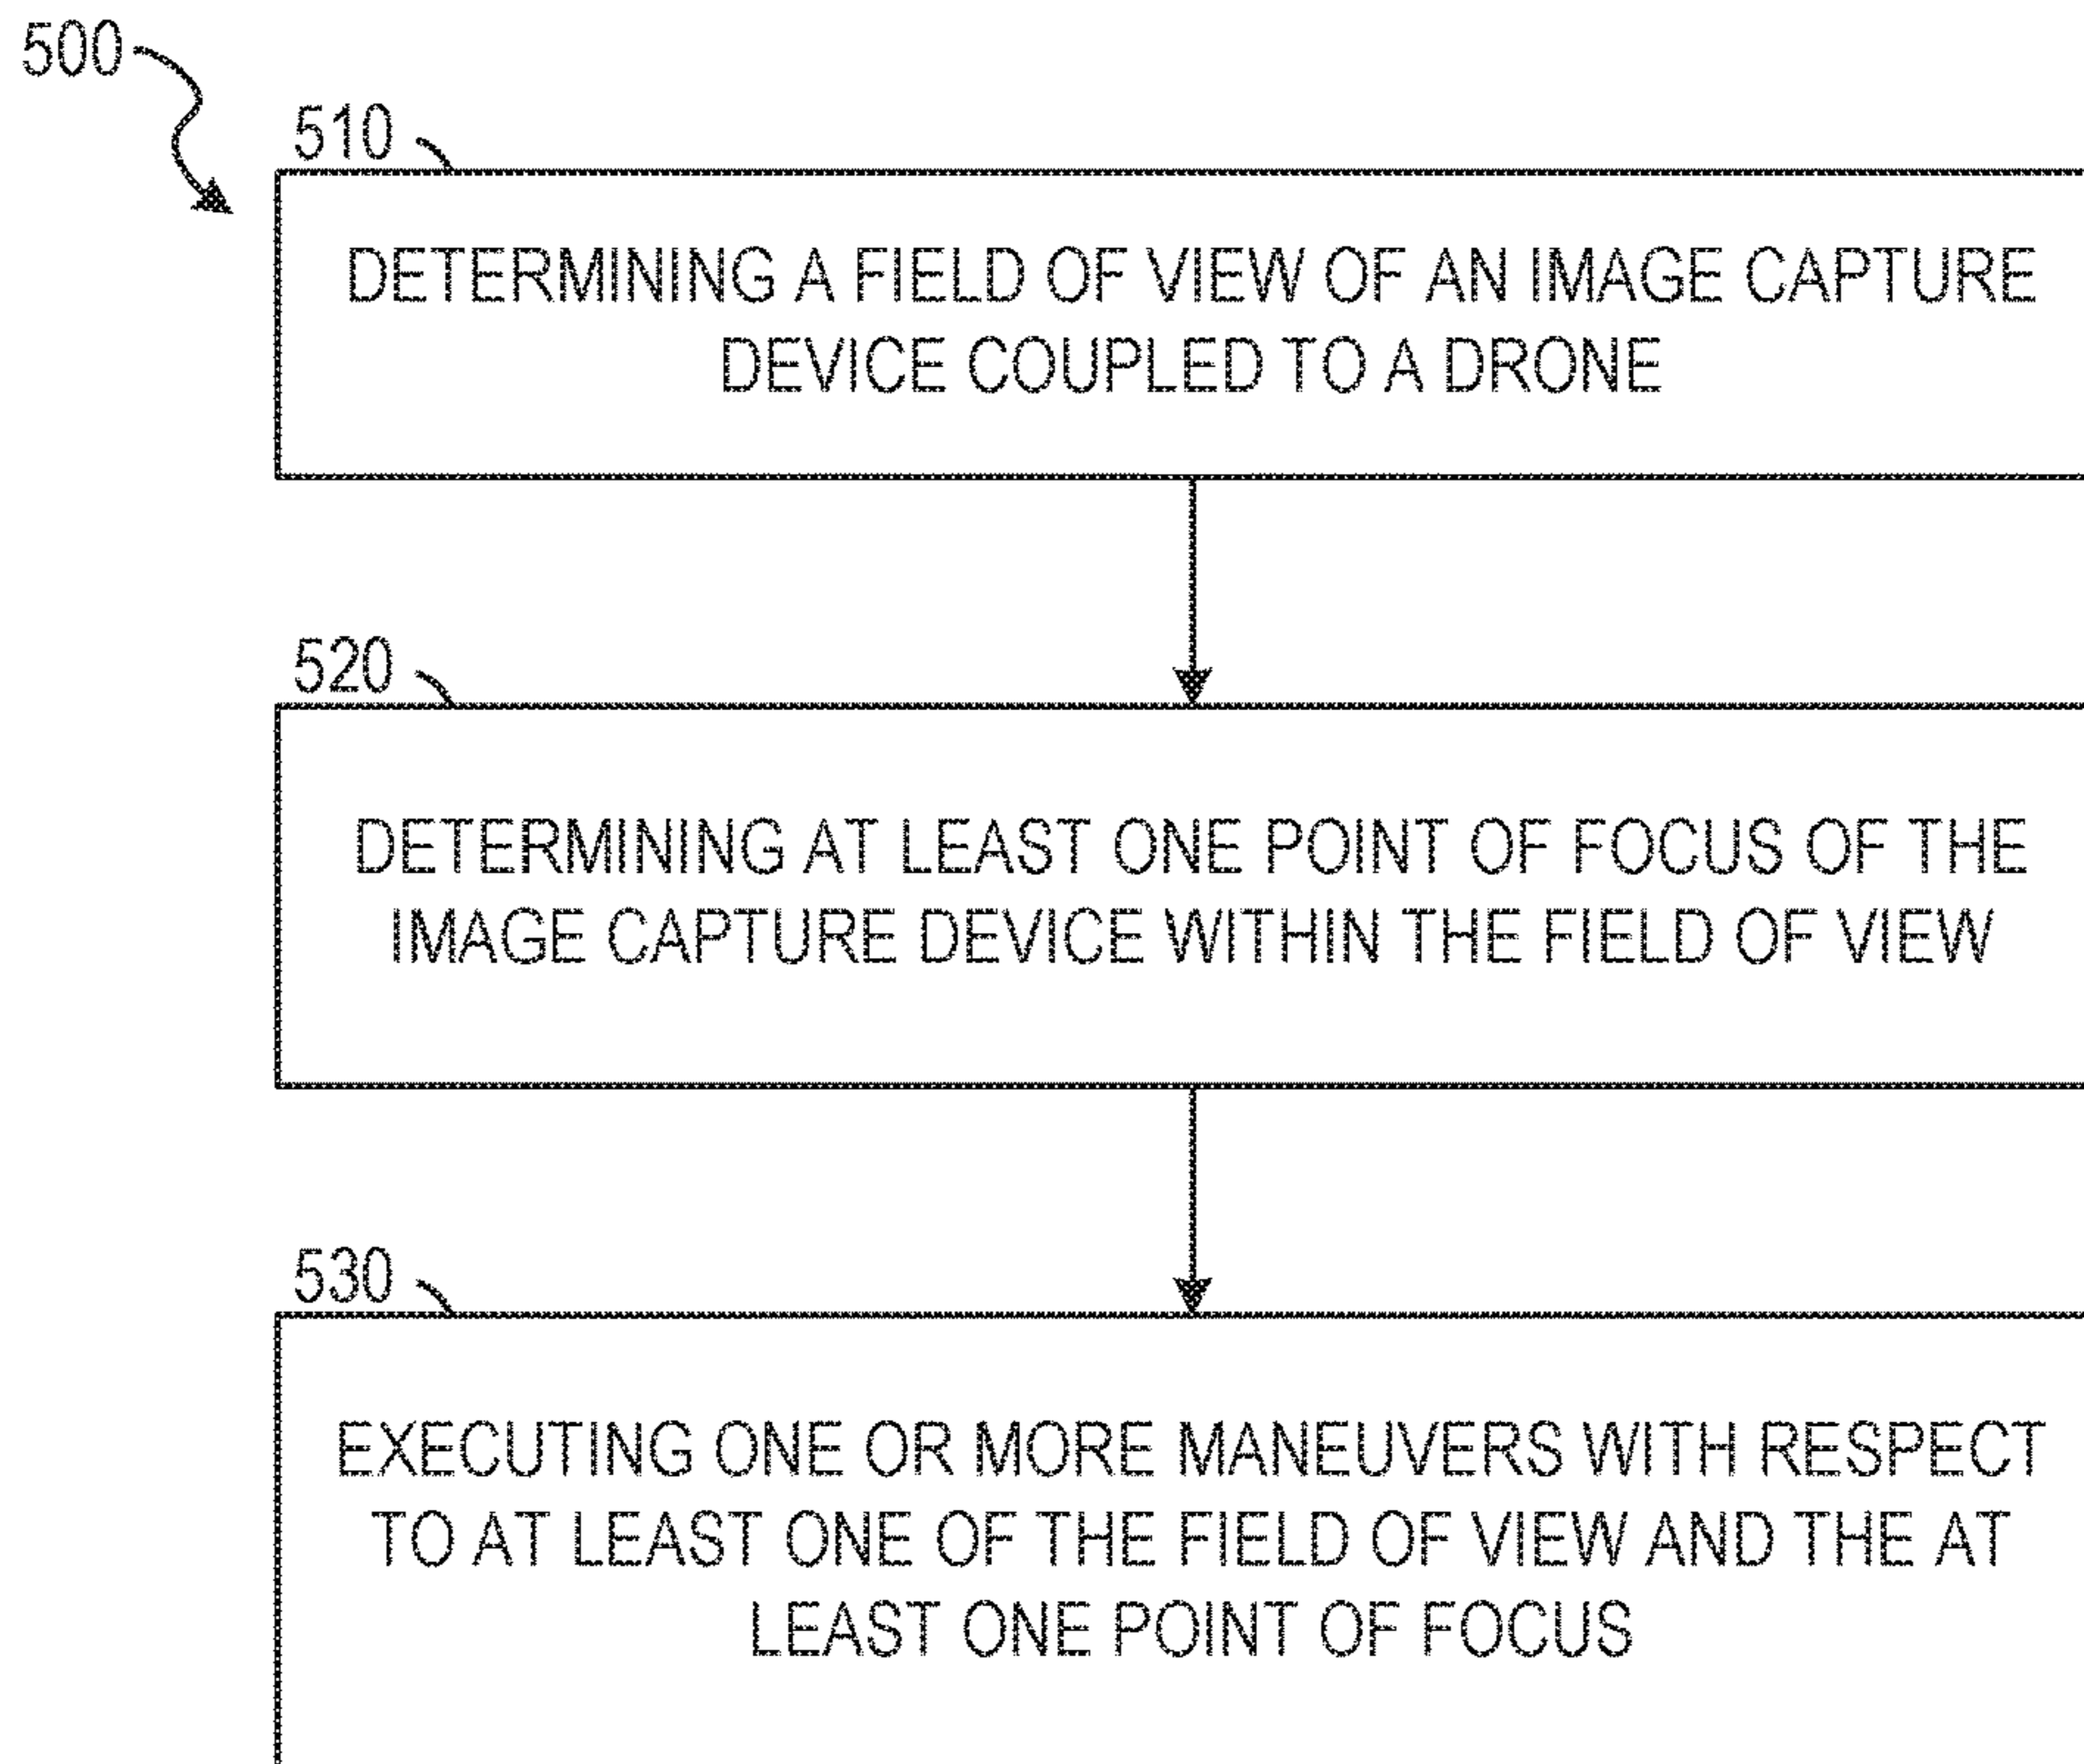 500
510
DETERMINING A FIELD OF VIEW OF AN IMAGE CAPTURE
DEVICE COUPLED TO A DRONE
520
DETERMINING AT LEAST ONE POINT OF FOCUS OF THE
IMAGE CAPTURE DEVICE WITHIN THE FIELD OF VIEW
530
EXECUTING ONE OR MORE MANEUVERS WITH RESPECT
TO AT LEAST ONE OF THE FIELD OF VIEW AND THE AT
LEAST ONE POINT OF FOCUS